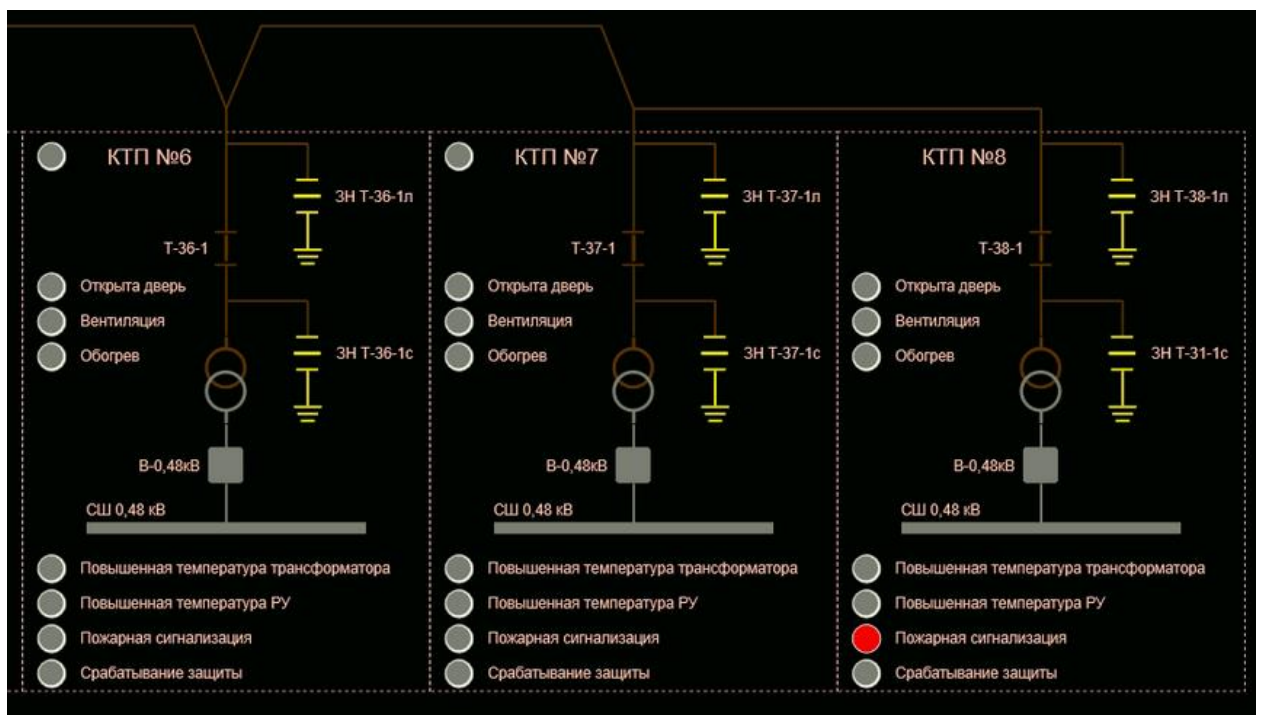 КТП №6
ЗН Т-36-1л
Т-36-1
Открыта дверь
Вентиляция
Обогрев
ЗН Т-36-1с
В-0,48кВ
СШ 0,48 кВ
Повышенная температура трансформатора
Повышенная температура РУ
Пожарная сигнализация
Срабатывание защиты
КТП №7
ЗН Т-37-1л
Т-37-1
Открыта дверь
Вентиляция
Обогрев
ЗН Т-37-1с
В-0,48кВ
СШ 0,48 кВ
Повышенная температура трансформатора
Повышенная температура РУ
Пожарная сигнализация
Срабатывание защиты
КТП №8
ЗН Т-38-1л
Т-38-1
Открыта дверь
Вентиляция
Обогрев
ЗН Т-31-1с
В-0,48кВ
СШ 0,48 кВ
Повышенная температура трансформатора
Повышенная температура РУ
Пожарная сигнализация
Срабатывание защиты